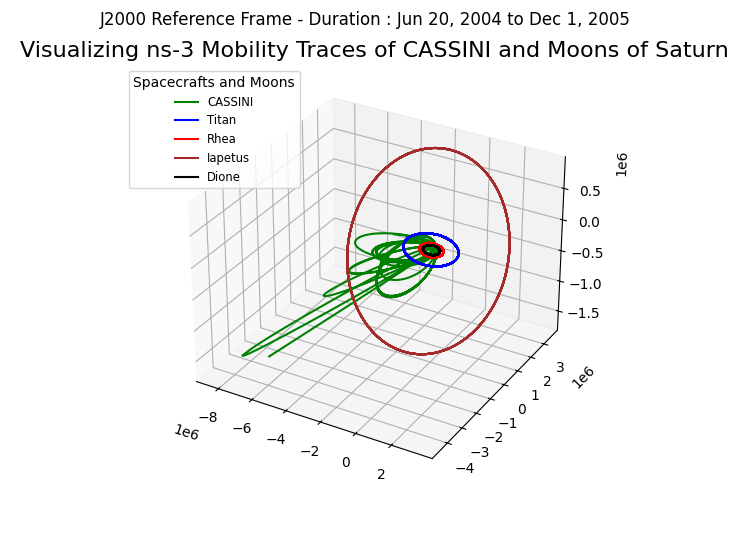 J2000 Reference Frame - Duration : Jun 20, 2004 to Dec 1, 2005
Visualizing ns-3 Mobility Traces of CASSINI and Moons of Saturn
Spacecrafts and Moons
CASSINI
Titan
Rhea
Iapetus
Dione
1e6
0.5
0.0
−0.5
−1.0
−1.5
1e6
3
2
1
0
−1
−2
−3
−4
1e6
−8
−6
−4
−2
0
2